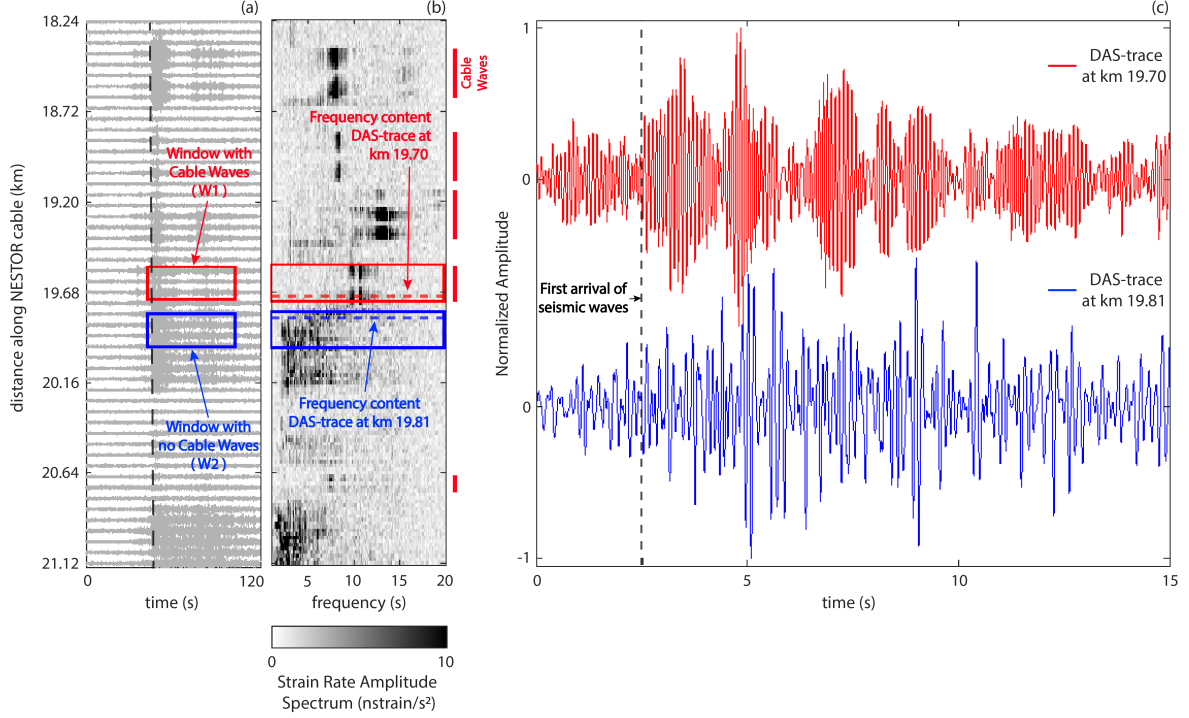 (a)
(b)
(c)
18.24
18.72
19.20
19.68
20.16
20.64
21.12
distance along NESTOR cable (km)
Window with
Cable Waves
( W1 )
Window with
no Cable Waves
( W2 )
0
120
time (s)
Frequency content
DAS-trace at
km 19.70
Frequency content
DAS-trace at km 19.81
Cable
Waves
5
10
15
20
frequency (s)
0
10
Strain Rate Amplitude
Spectrum (nstrain/s²)
1
0
-1
0
-1
Normalized Amplitude
DAS-trace
at km 19.70
First arrival of
seismic waves
DAS-trace
at km 19.81
0
5
10
15
time (s)